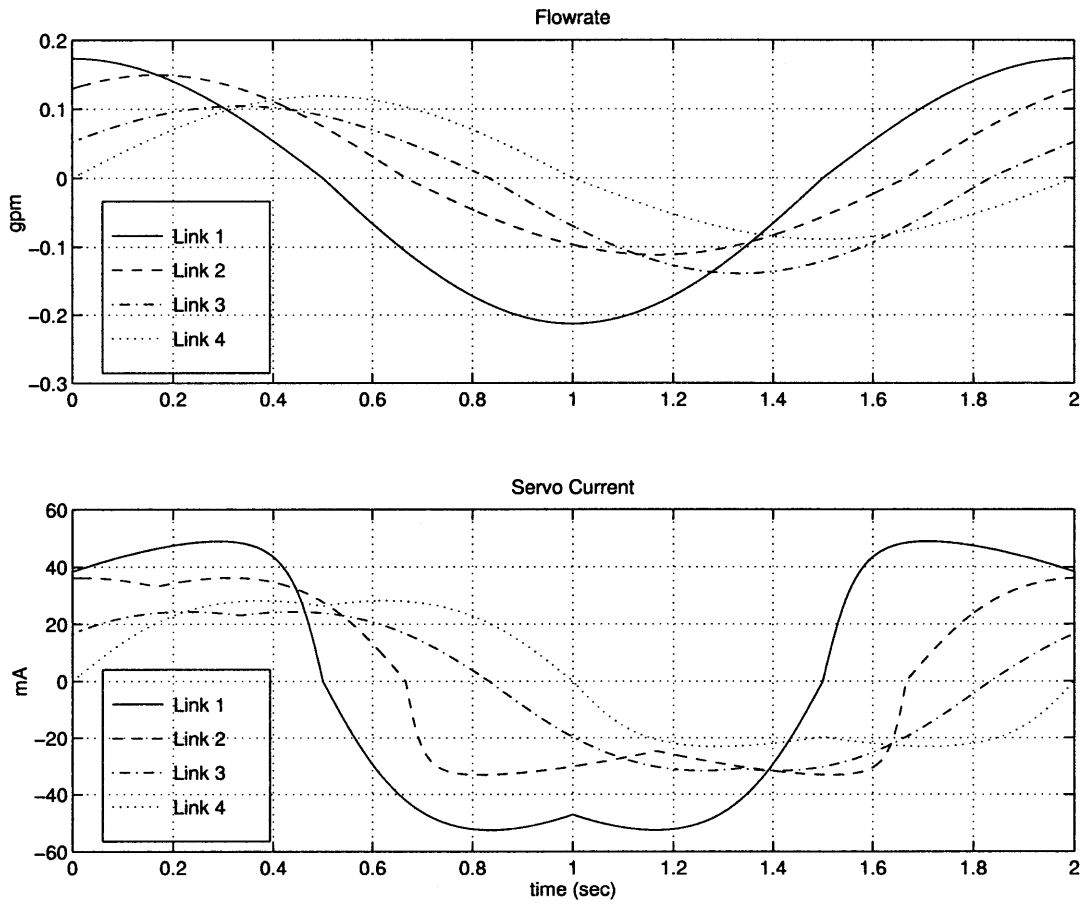 Flowrate
0.2
0.1
0
−0.1
−0.2
−0.3
gpm
Link 1
Link 2
Link 3
Link 4
0 0.2 0.4 0.6 0.8 1 1.2 1.4 1.6 1.8 2
Servo Current
60
40
20
0
−20
−40
−60
mA
Link 1
Link 2
Link 3
Link 4
0 0.2 0.4 0.6 0.8 1 1.2 1.4 1.6 1.8 2
time (sec)